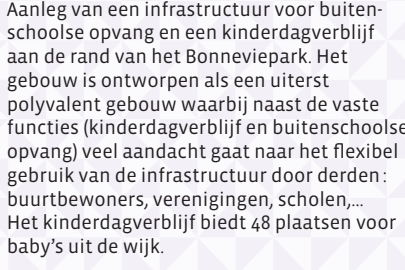 Aanleg van een infrastructuur voor buiten-
schoolse opvang en een kinderdagverblijf
aan de rand van het Bonneviepark. Het
gebouw is ontworpen als een uiterst
polyvalent gebouw waarbij naast de vaste
functies (kinderdagverblijf en buitenschoolse
opvang) veel aandacht gaat naar het flexibel
gebruik van de infrastructuur door derden :
buurtbewoners, verenigingen, scholen,...
Het kinderdagverblijf biedt 48 plaatsen voor
baby's uit de wijk.